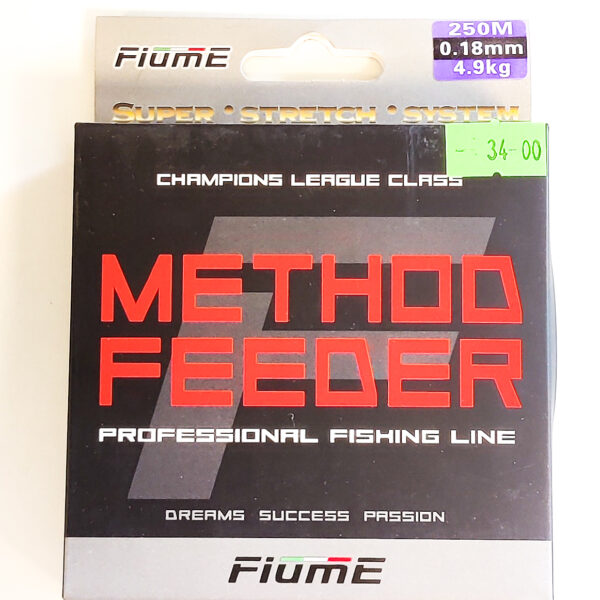 FiumE
250M
0.18mm
4.9kg
SUPER • STRETCH • SYSTEM
34-00
CHAMPIONS LEAGUE CLASS
METHOD
FEEDER
PROFESSIONAL FISHING LINE
DREAMS SUCCESS PASSION
FiumE